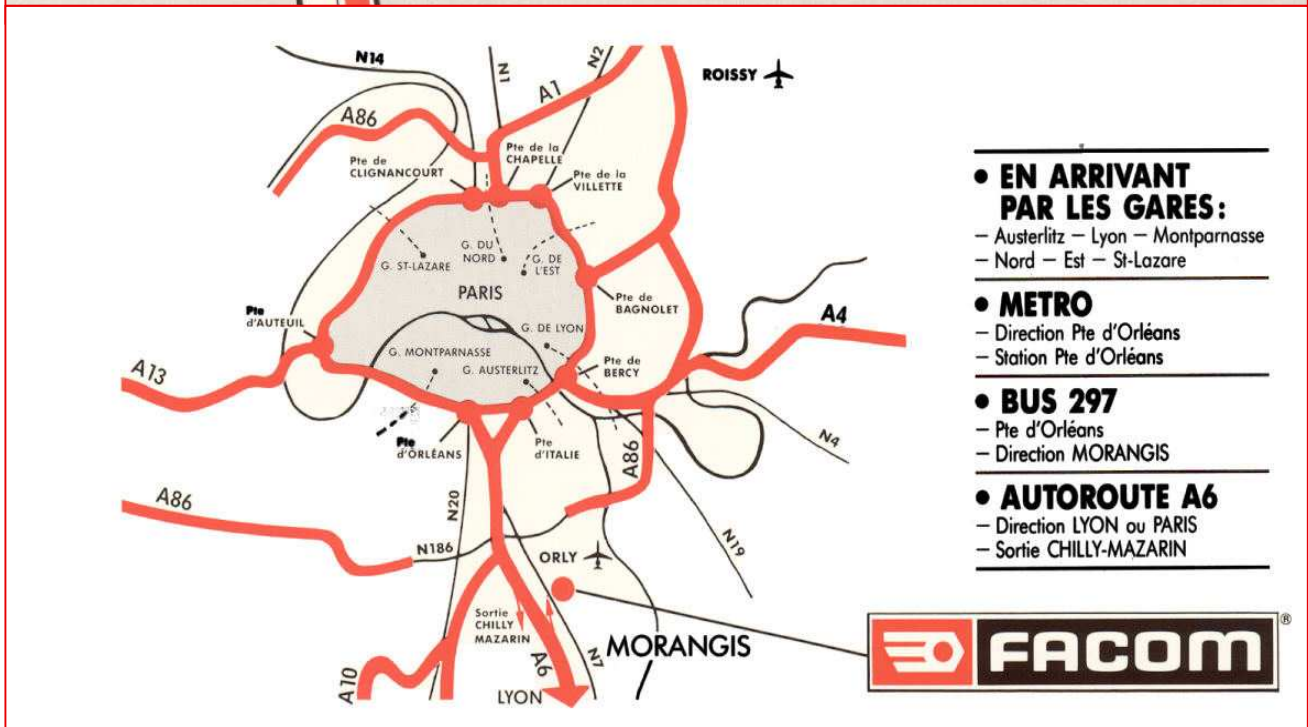 N14
N1
N2
ROISSY
A1
A86
Pte de la
CHAPELLE
Pte de
CLIGNANCOURT
Pte de la
VILLETTE
G. DU
NORD
G. ST-LAZARE
G. DE
L'EST
PARIS
Pte de
BAGNOLET
Pte
d'AUTEUIL
G. DE LYON
A4
G. MONTPARNASSE
G. AUSTERLITZ
Pte de
BERCY
A13
Pte
d'ORLÉANS
Pte
d'ITALIE
N4
A86
A86
N20
N186
N19
ORLY
Sortie
CHILLY
MAZARIN
MORANGIS
A6
N7
A10
LYON
• EN ARRIVANT
PAR LES GARES:
– Austerlitz – Lyon – Montparnasse
– Nord – Est – St-Lazare
• METRO
– Direction Pte d'Orléans
– Station Pte d'Orléans
• BUS 297
– Pte d'Orléans
– Direction MORANGIS
• AUTOROUTE A6
– Direction LYON ou PARIS
– Sortie CHILLY-MAZARIN
FACOM®